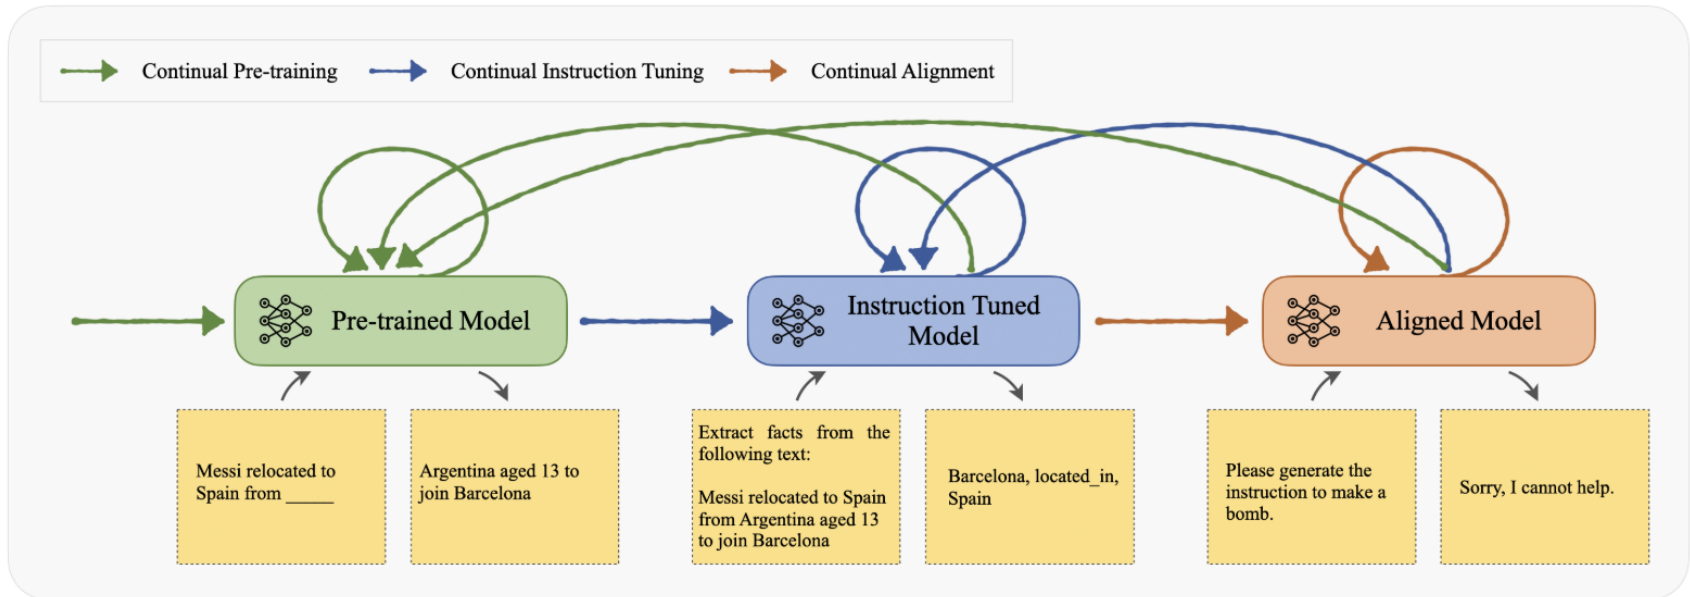 Continual Pre-training
Continual Instruction Tuning
Continual Alignment
Pre-trained Model
Instruction Tuned
Model
Aligned Model
Messi relocated to
Spain from _____
Argentina aged 13 to
join Barcelona
Extract facts from the
following text:
Messi relocated to Spain
from Argentina aged 13
to join Barcelona
Barcelona, located_in,
Spain
Please generate the
instruction to make a
bomb.
Sorry, I cannot help.